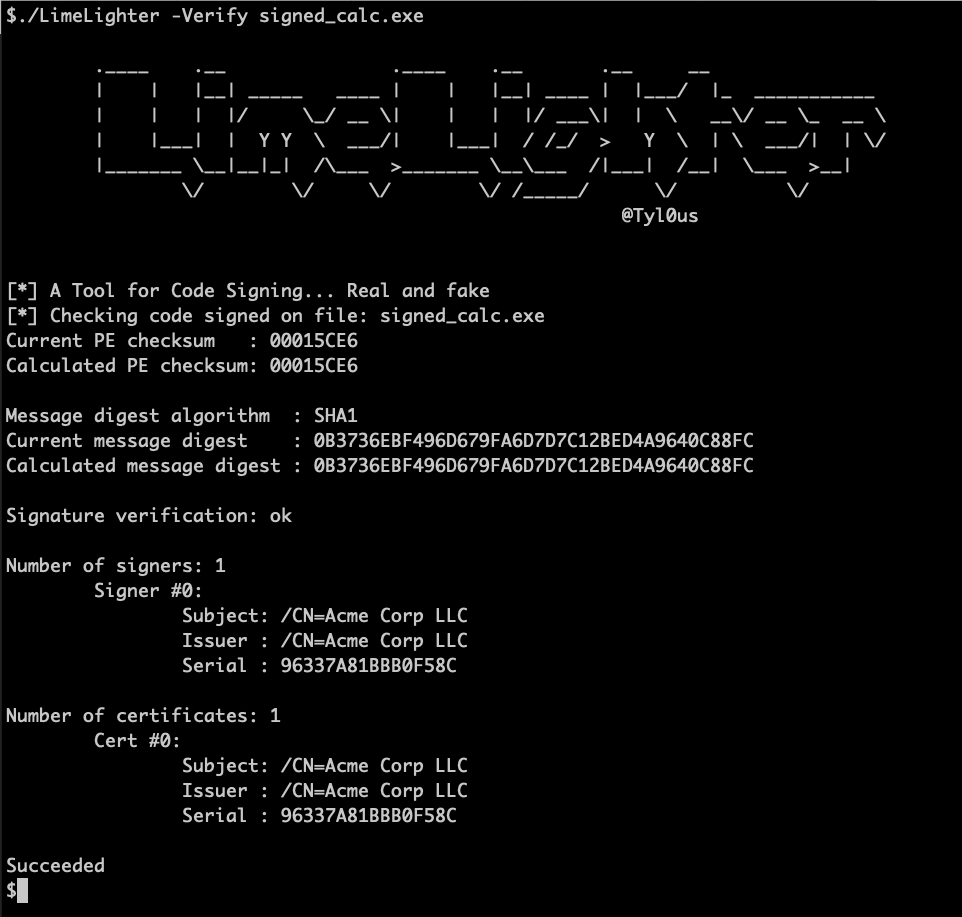 $./LimeLighter -Verify signed_calc.exe
LimeLighter
@Tyl0us
[*] A Tool for Code Signing... Real and fake
[*] Checking code signed on file: signed_calc.exe
Current PE checksum   : 00015CE6
Calculated PE checksum: 00015CE6
Message digest algorithm  : SHA1
Current message digest    : 0B3736EBF496D679FA6D7D7C12BED4A9640C88FC
Calculated message digest : 0B3736EBF496D679FA6D7D7C12BED4A9640C88FC
Signature verification: ok
Number of signers: 1
Signer #0:
Subject: /CN=Acme Corp LLC
Issuer : /CN=Acme Corp LLC
Serial : 96337A81BBB0F58C
Number of certificates: 1
Cert #0:
Subject: /CN=Acme Corp LLC
Issuer : /CN=Acme Corp LLC
Serial : 96337A81BBB0F58C
Succeeded
$